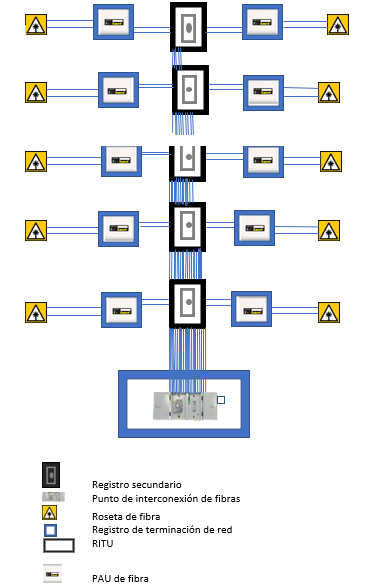 Registro secundario
Punto de interconexión de fibras
Roseta de fibra
Registro de terminación de red
RITU
PAU de fibra